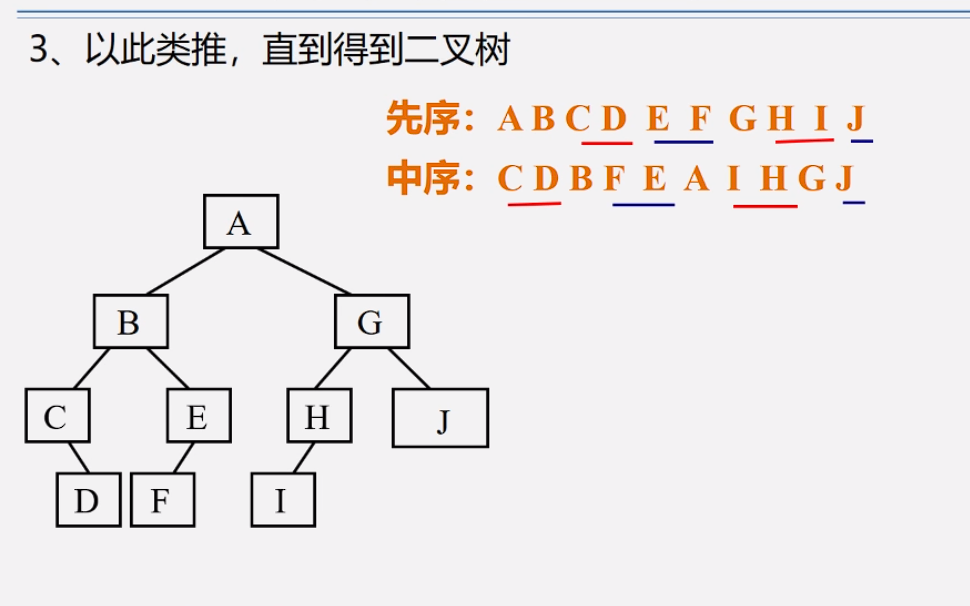 3、以此类推，直到得到二叉树
先序：A B C D E F G H I J
中序：C D B F E A I H G J
A
B G
C E H J
D F I